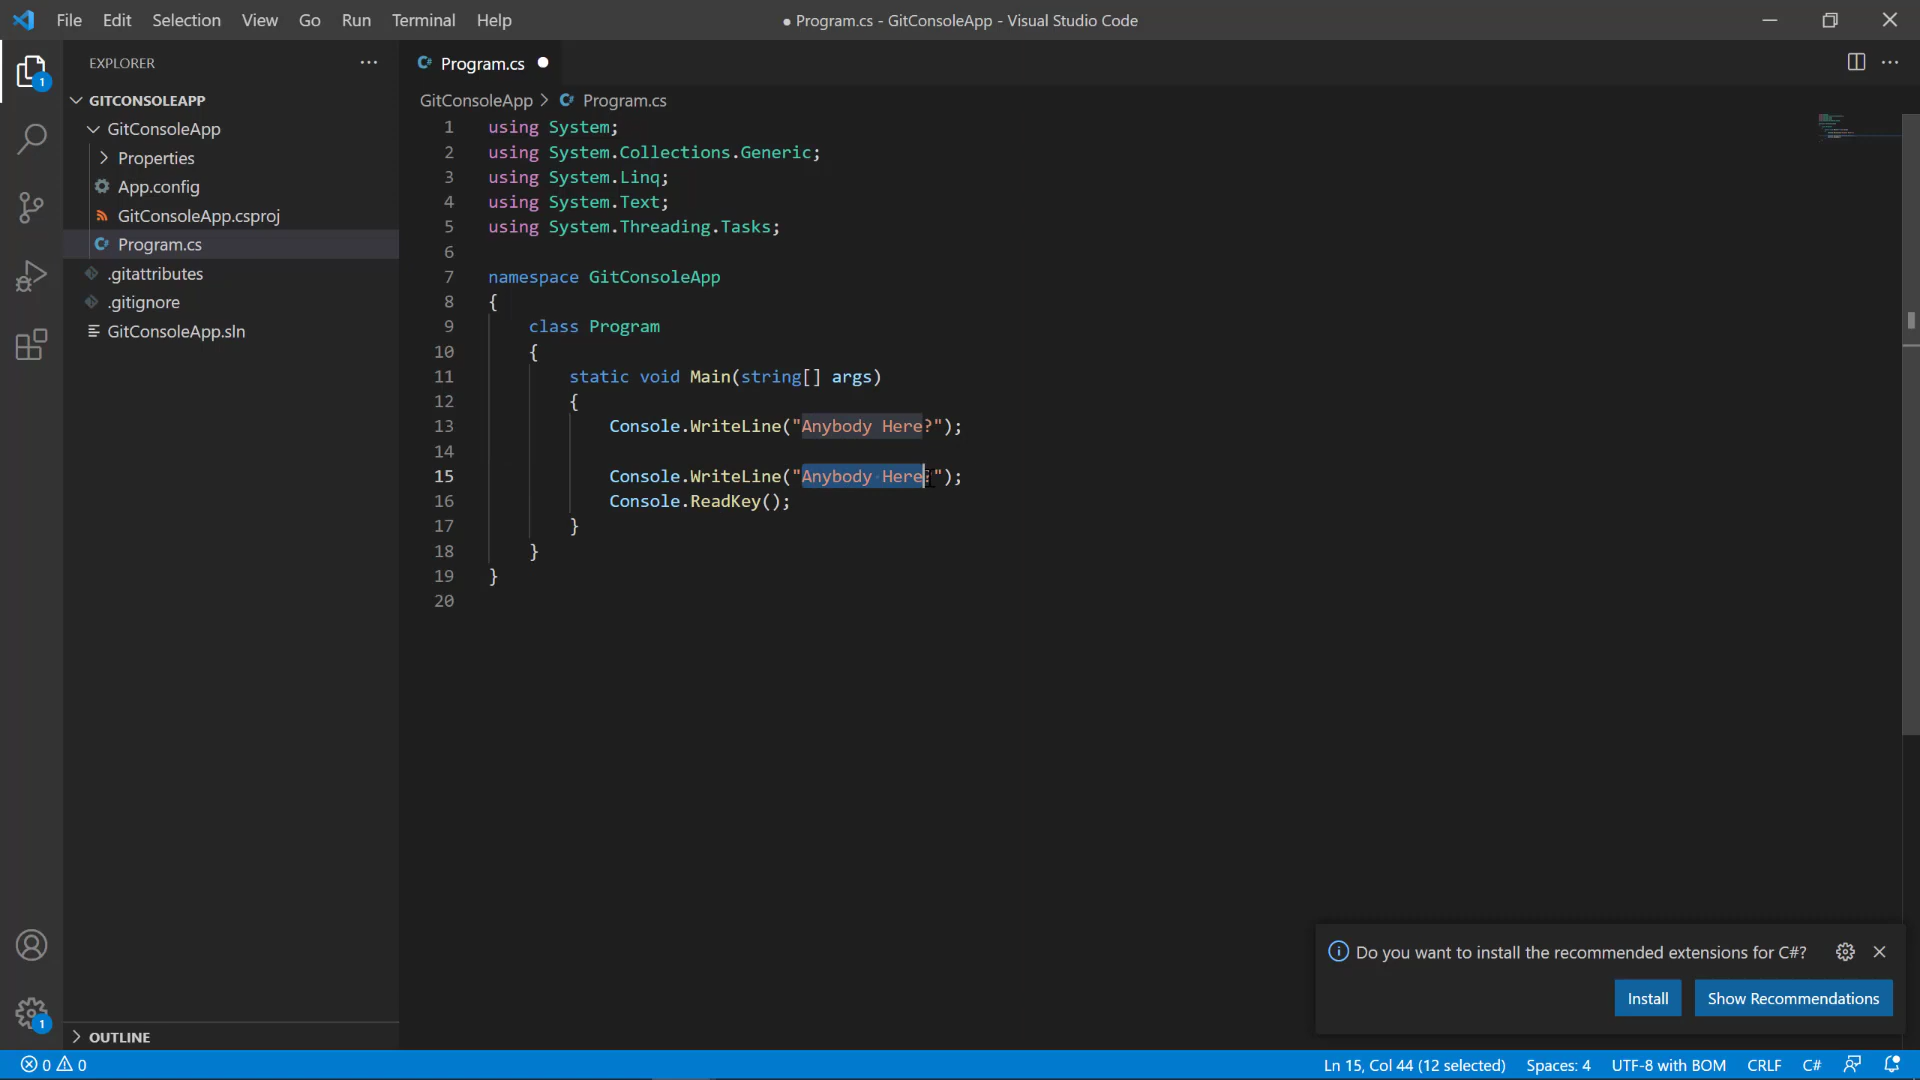 File Edit Selection View Go Run Terminal Help
● Program.cs - GitConsoleApp - Visual Studio Code
EXPLORER
GITCONSOLEAPP
GitConsoleApp
Properties
App.config
GitConsoleApp.csproj
Program.cs
.gitattributes
.gitignore
GitConsoleApp.sln
OUTLINE
1
1
Program.cs
GitConsoleApp > Program.cs
1 using System;
2 using System.Collections.Generic;
3 using System.Linq;
4 using System.Text;
5 using System.Threading.Tasks;
6
7 namespace GitConsoleApp
8 {
9 class Program
10 {
11 static void Main(string[] args)
12 {
13 Console.WriteLine("Anybody Here?");
14
15 Console.WriteLine("Anybody Here?");
16 Console.ReadKey();
17 }
18 }
19 }
20
Do you want to install the recommended extensions for C#?
Install Show Recommendations
0 0
Ln 15, Col 44 (12 selected) Spaces: 4 UTF-8 with BOM CRLF C#